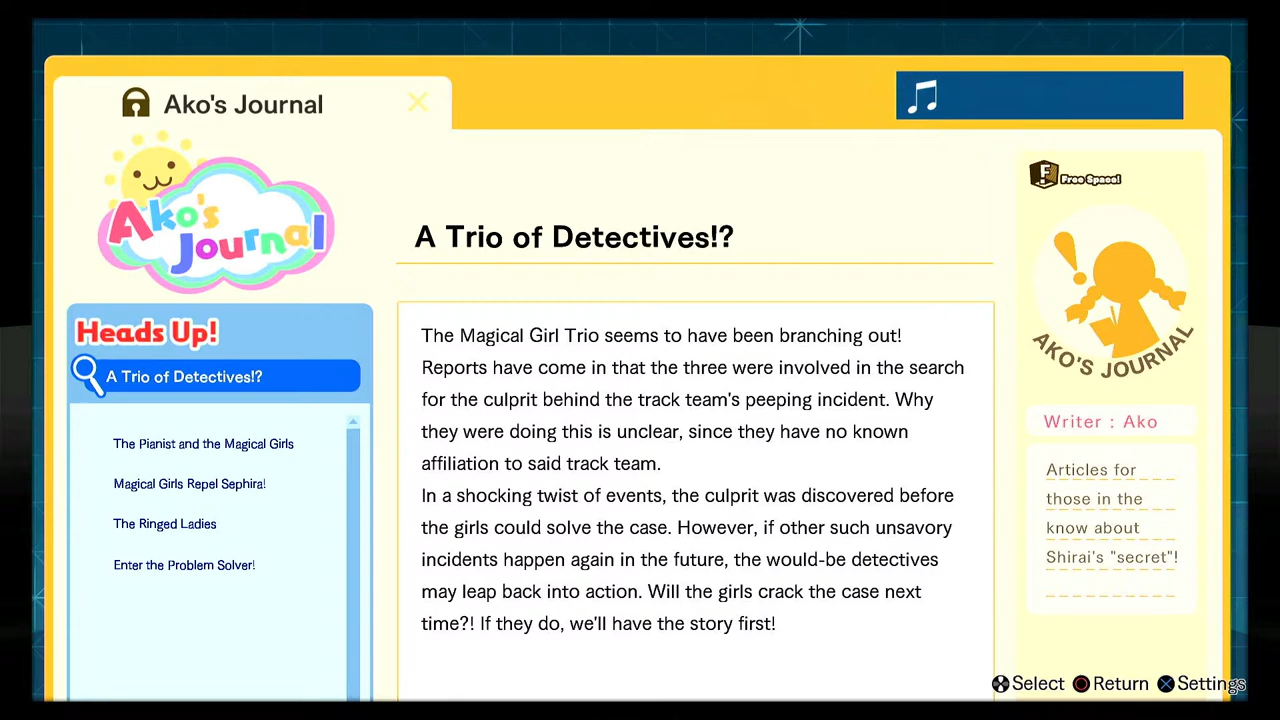 Ako's Journal
Ako's
Journal
Heads Up!
A Trio of Detectives!?
The Pianist and the Magical Girls
Magical Girls Repel Sephira!
The Ringed Ladies
Enter the Problem Solver!
A Trio of Detectives!?
The Magical Girl Trio seems to have been branching out!
Reports have come in that the three were involved in the search
for the culprit behind the track team's peeping incident. Why
they were doing this is unclear, since they have no known
affiliation to said track team.
In a shocking twist of events, the culprit was discovered before
the girls could solve the case. However, if other such unsavory
incidents happen again in the future, the would-be detectives
may leap back into action. Will the girls crack the case next
time?! If they do, we'll have the story first!
F Free Space!
AKO'S JOURNAL
Writer : Ako
Articles for
those in the
know about
Shirai's "secret"!
Select Return Settings